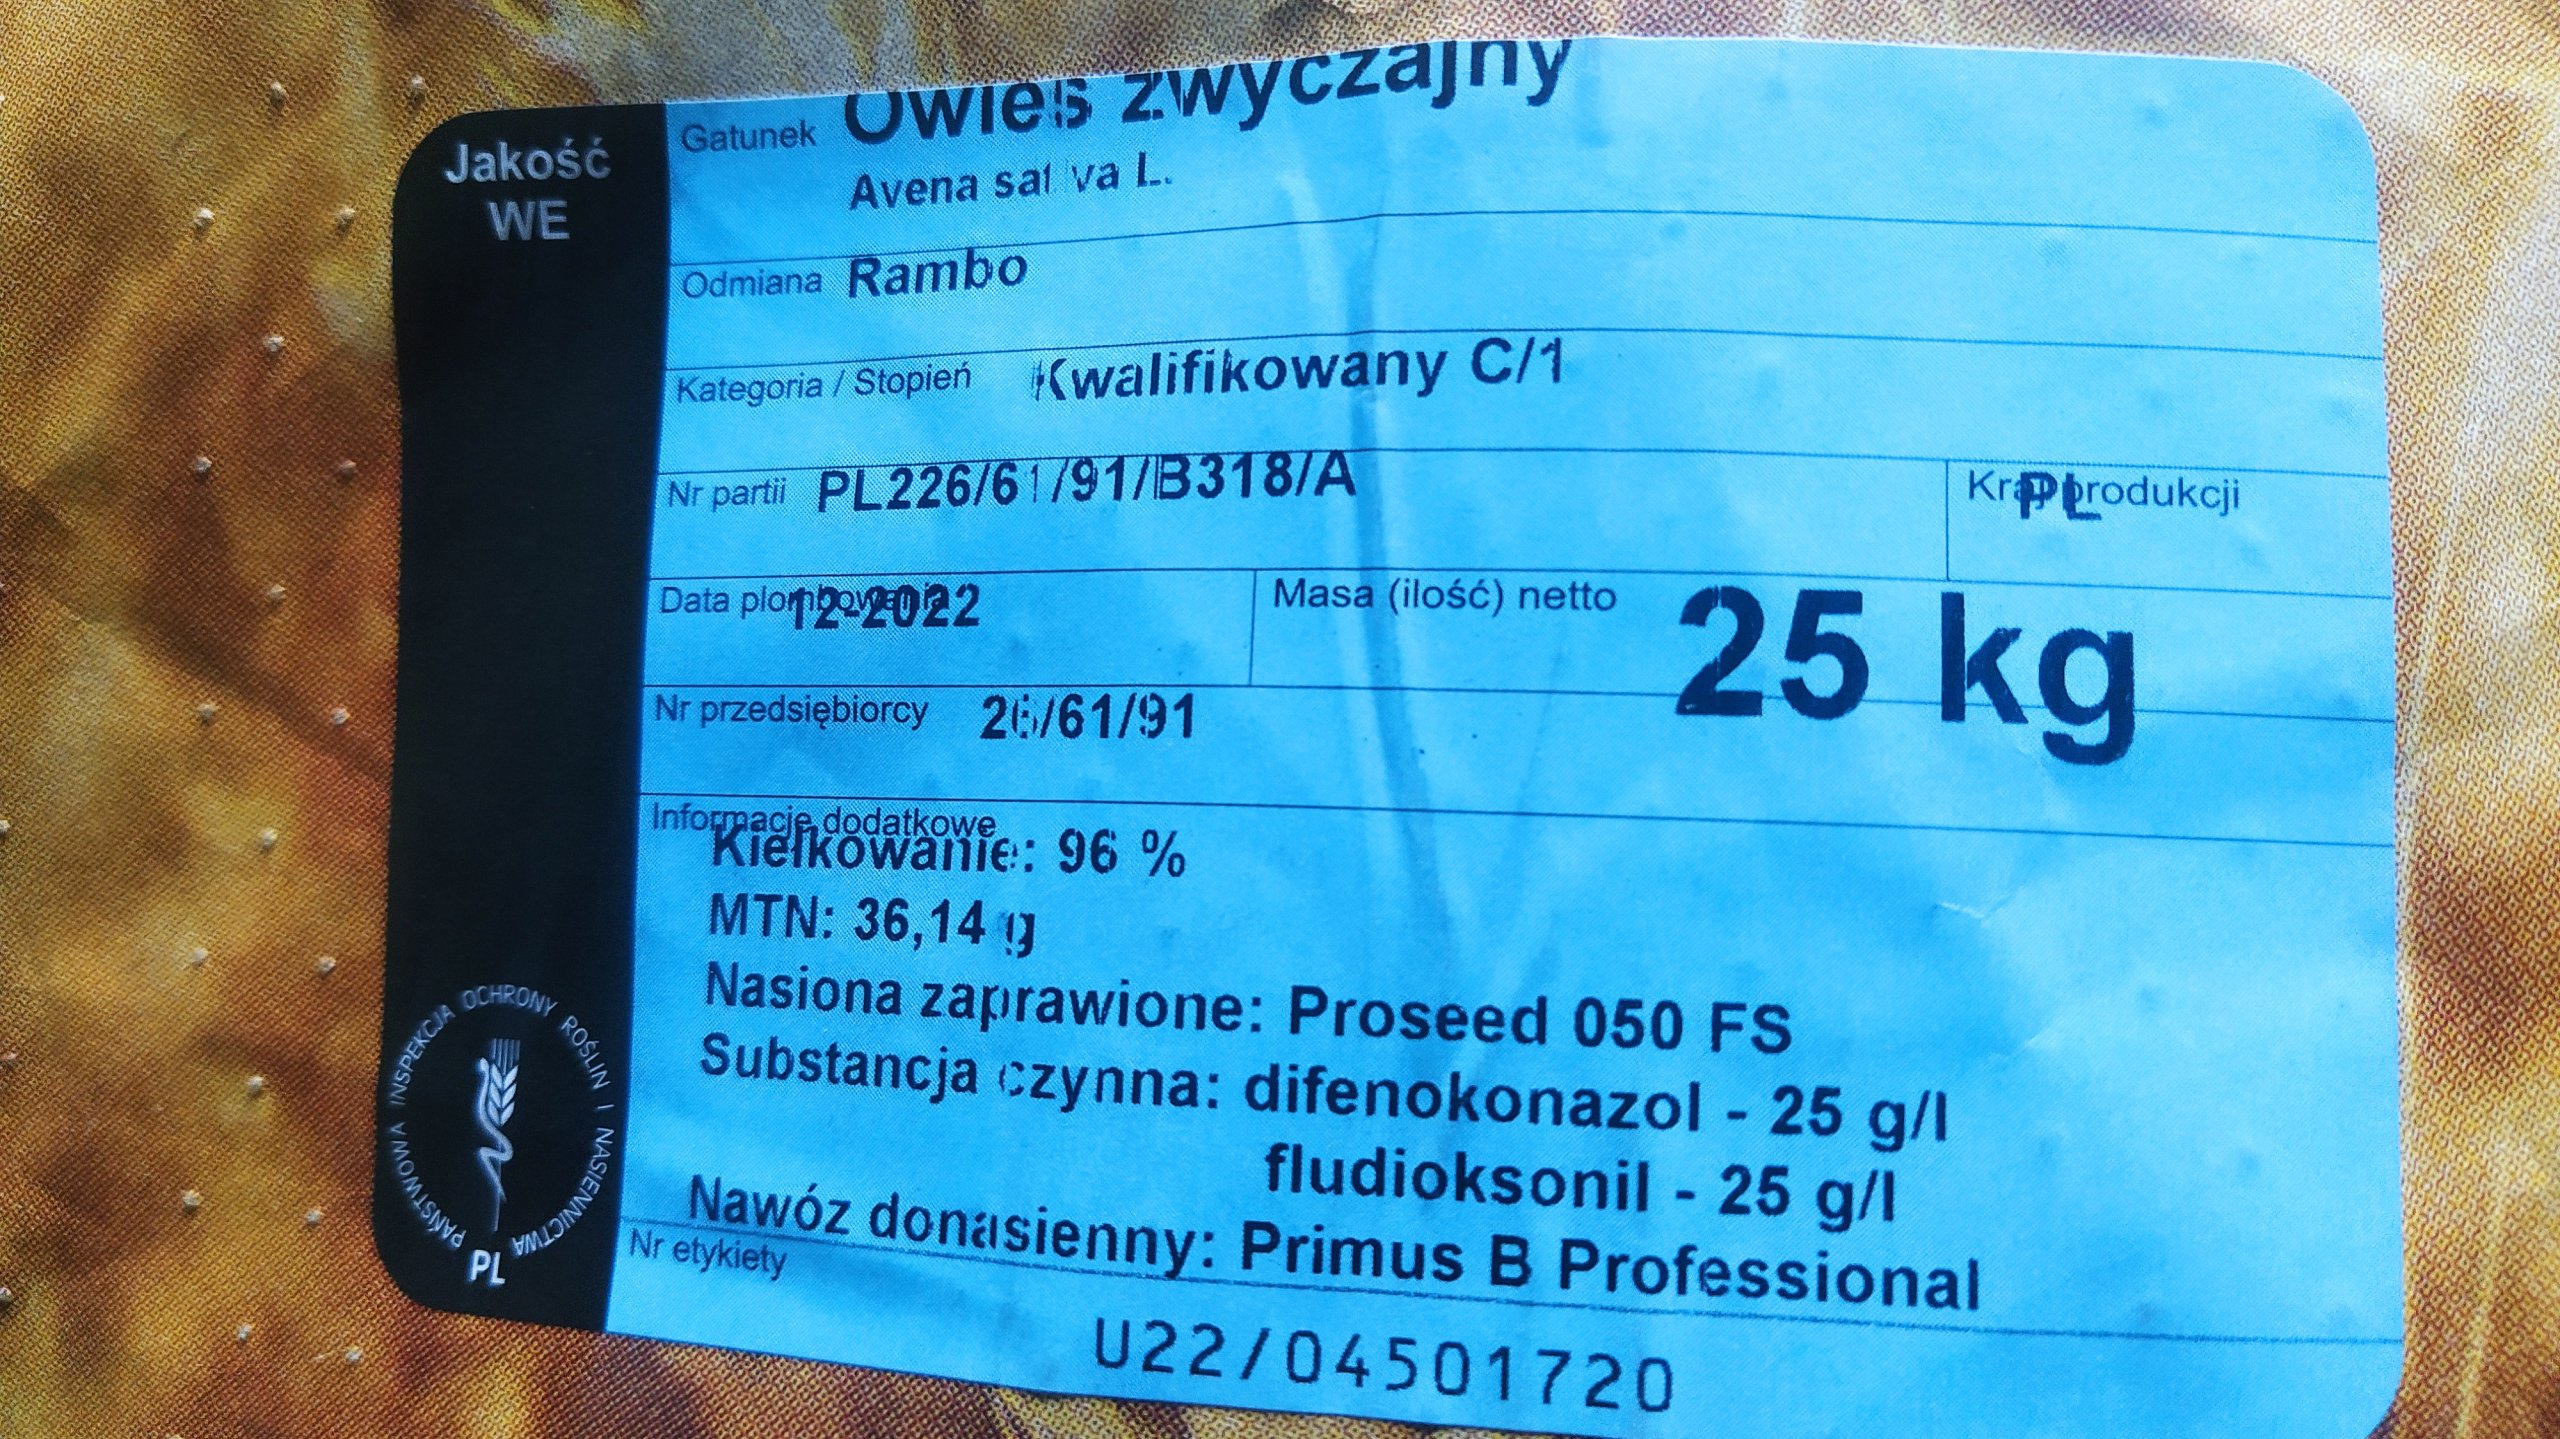 Jakość
WE
Gatunek Owies zwyczajny
Avena sativa L.
Odmiana Rambo
Kategoria / Stopień Kwalifikowany C/1
Nr partii PL226/61/91/B318/A
Kraj produkcji PL
Data plombowania 12-2022
Masa (ilość) netto 25 kg
Nr przedsiębiorcy 26/61/91
Informacje dodatkowe
Kiełkowanie: 96 %
MTN: 36,14 g
Nasiona zaprawione: Proseed 050 FS
Substancja czynna: difenokonazol - 25 g/l
fludioksonil - 25 g/l
Nawóz donasienny: Primus B Professional
Nr etykiety
U22/04501720
PAŃSTWOWA INSPEKCJA OCHRONY ROŚLIN I NASIENNICTWA
PL